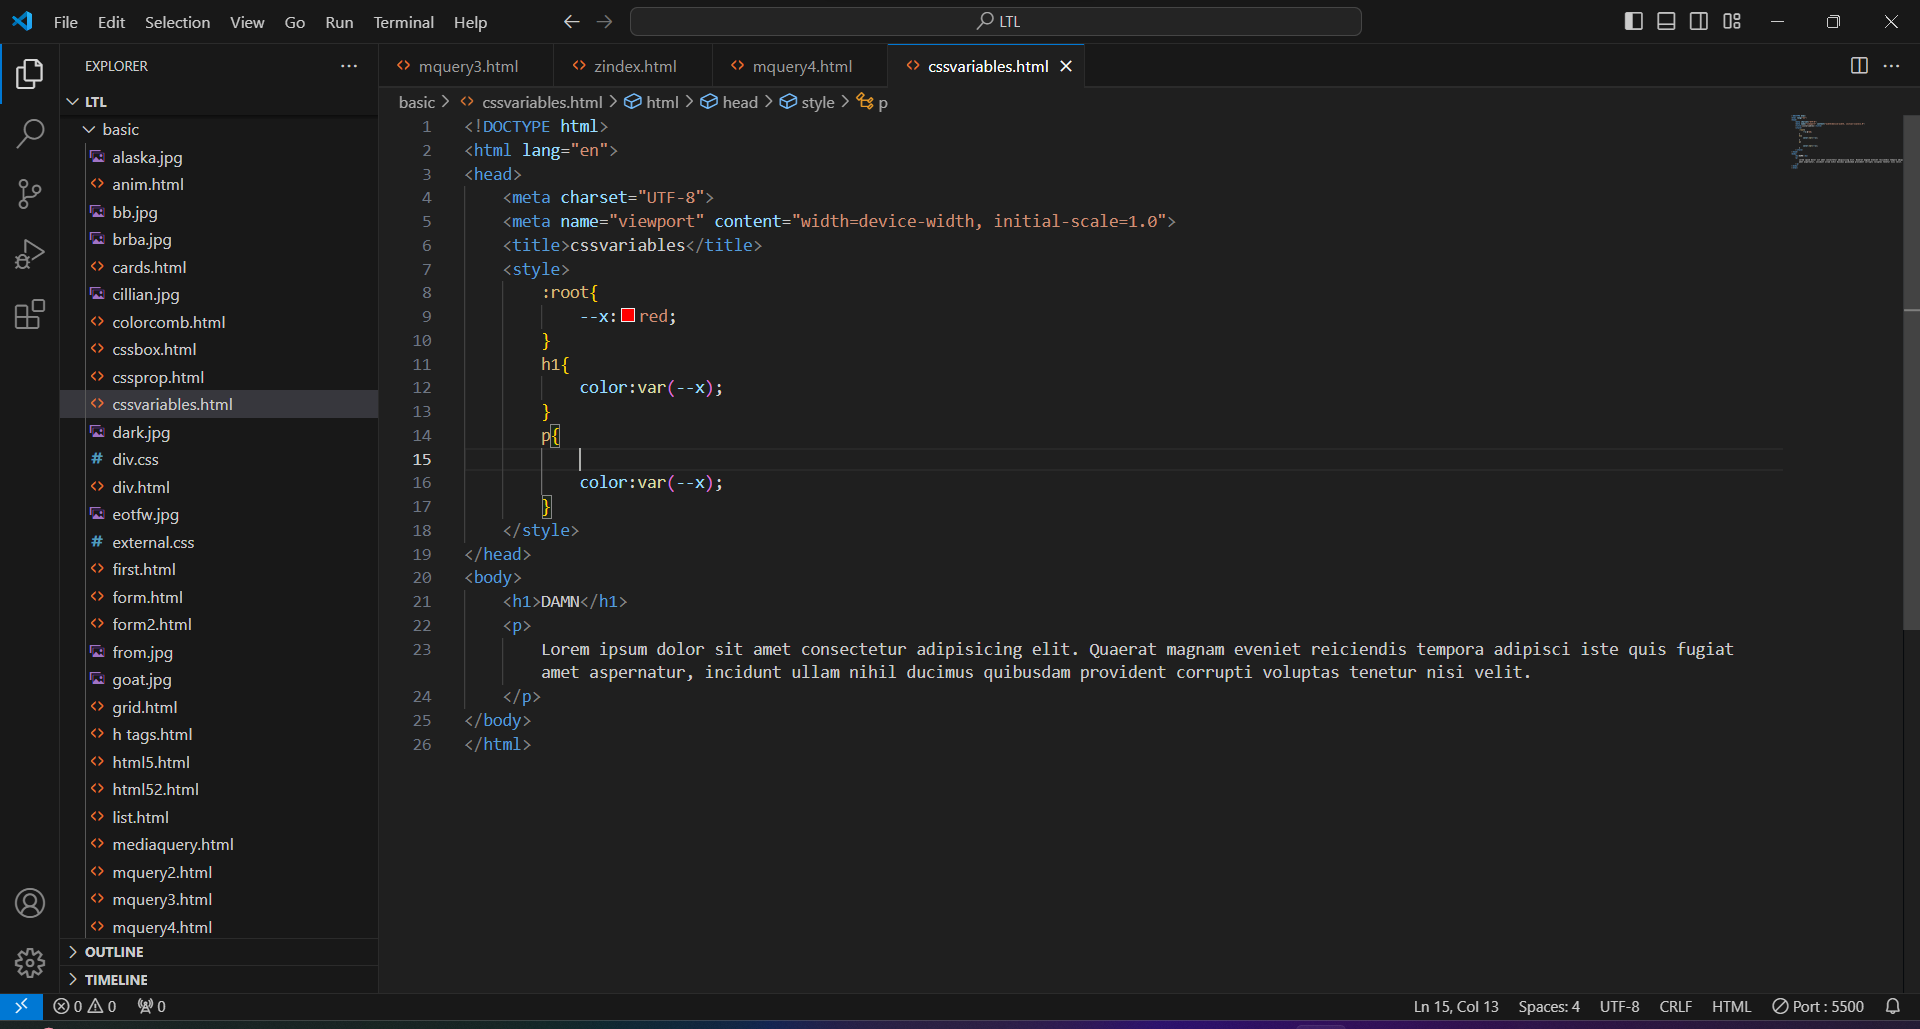 File Edit Selection View Go Run Terminal Help
LTL
EXPLORER
LTL
basic
alaska.jpg
anim.html
bb.jpg
brba.jpg
cards.html
cillian.jpg
colorcomb.html
cssbox.html
cssprop.html
cssvariables.html
dark.jpg
div.css
div.html
eotfw.jpg
external.css
first.html
form.html
form2.html
from.jpg
goat.jpg
grid.html
h tags.html
html5.html
html52.html
list.html
mediaquery.html
mquery2.html
mquery3.html
mquery4.html
OUTLINE
TIMELINE
mquery3.html zindex.html mquery4.html cssvariables.html
basic > cssvariables.html > html > head > style > p
1 <!DOCTYPE html>
2 <html lang="en">
3 <head>
4 <meta charset="UTF-8">
5 <meta name="viewport" content="width=device-width, initial-scale=1.0">
6 <title>cssvariables</title>
7 <style>
8 :root{
9 --x:red;
10 }
11 h1{
12 color:var(--x);
13 }
14 p{
15
16 color:var(--x);
17 }
18 </style>
19 </head>
20 <body>
21 <h1>DAMN</h1>
22 <p>
23 Lorem ipsum dolor sit amet consectetur adipisicing elit. Quaerat magnam eveniet reiciendis tempora adipisci iste quis fugiat
amet aspernatur, incidunt ullam nihil ducimus quibusdam provident corrupti voluptas tenetur nisi velit.
24 </p>
25 </body>
26 </html>
0 0 0 Ln 15, Col 13 Spaces: 4 UTF-8 CRLF HTML Port : 5500